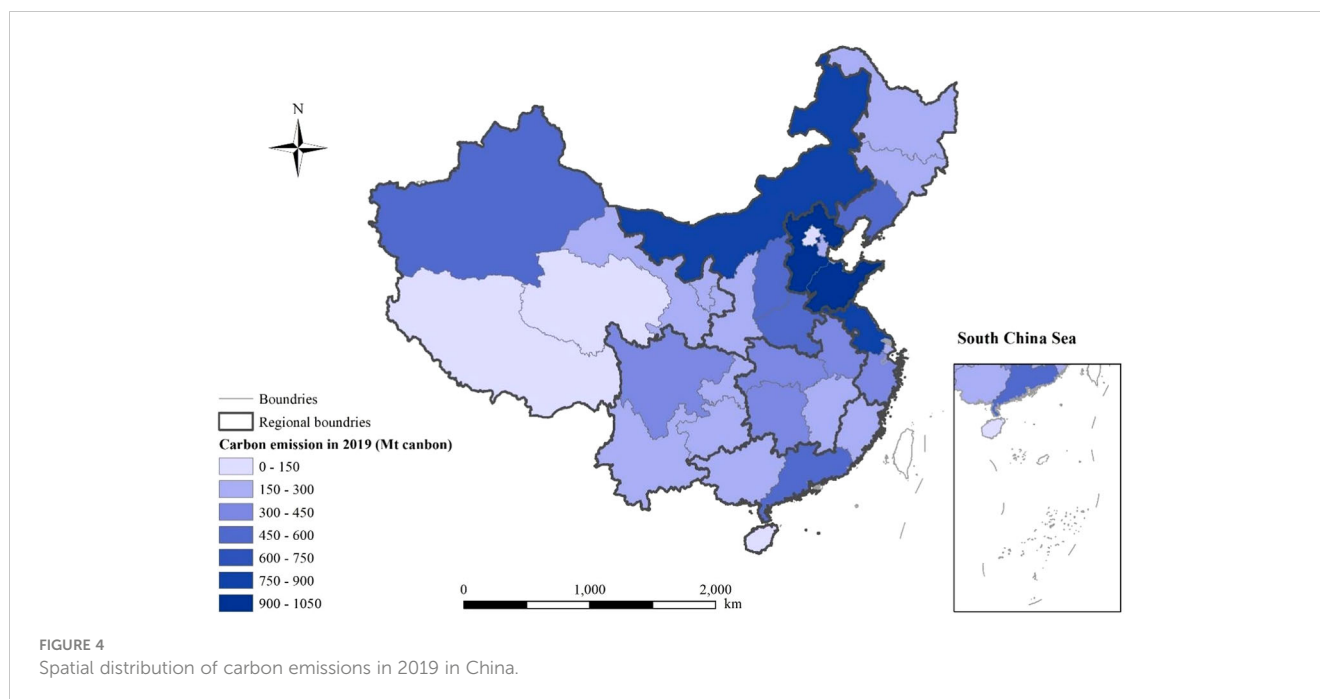 N
South China Sea
Boundries
Regional boundries
Carbon emission in 2019 (Mt canbon)
0 - 150
150 - 300
300 - 450
450 - 600
600 - 750
750 - 900
900 - 1050
0 1,000 2,000
km
FIGURE 4
Spatial distribution of carbon emissions in 2019 in China.